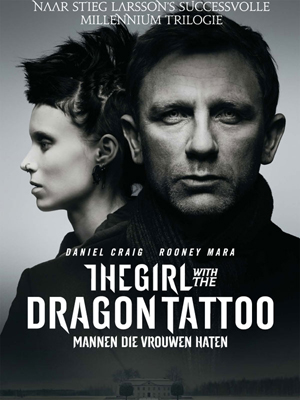 NAAR STIEG LARSSON'S SUCCESSVOLLE
MILLENNIUM TRILOGIE
DANIEL CRAIG ROONEY MARA
THE GIRL WITH THE
DRAGON TATTOO
MANNEN DIE VROUWEN HATEN